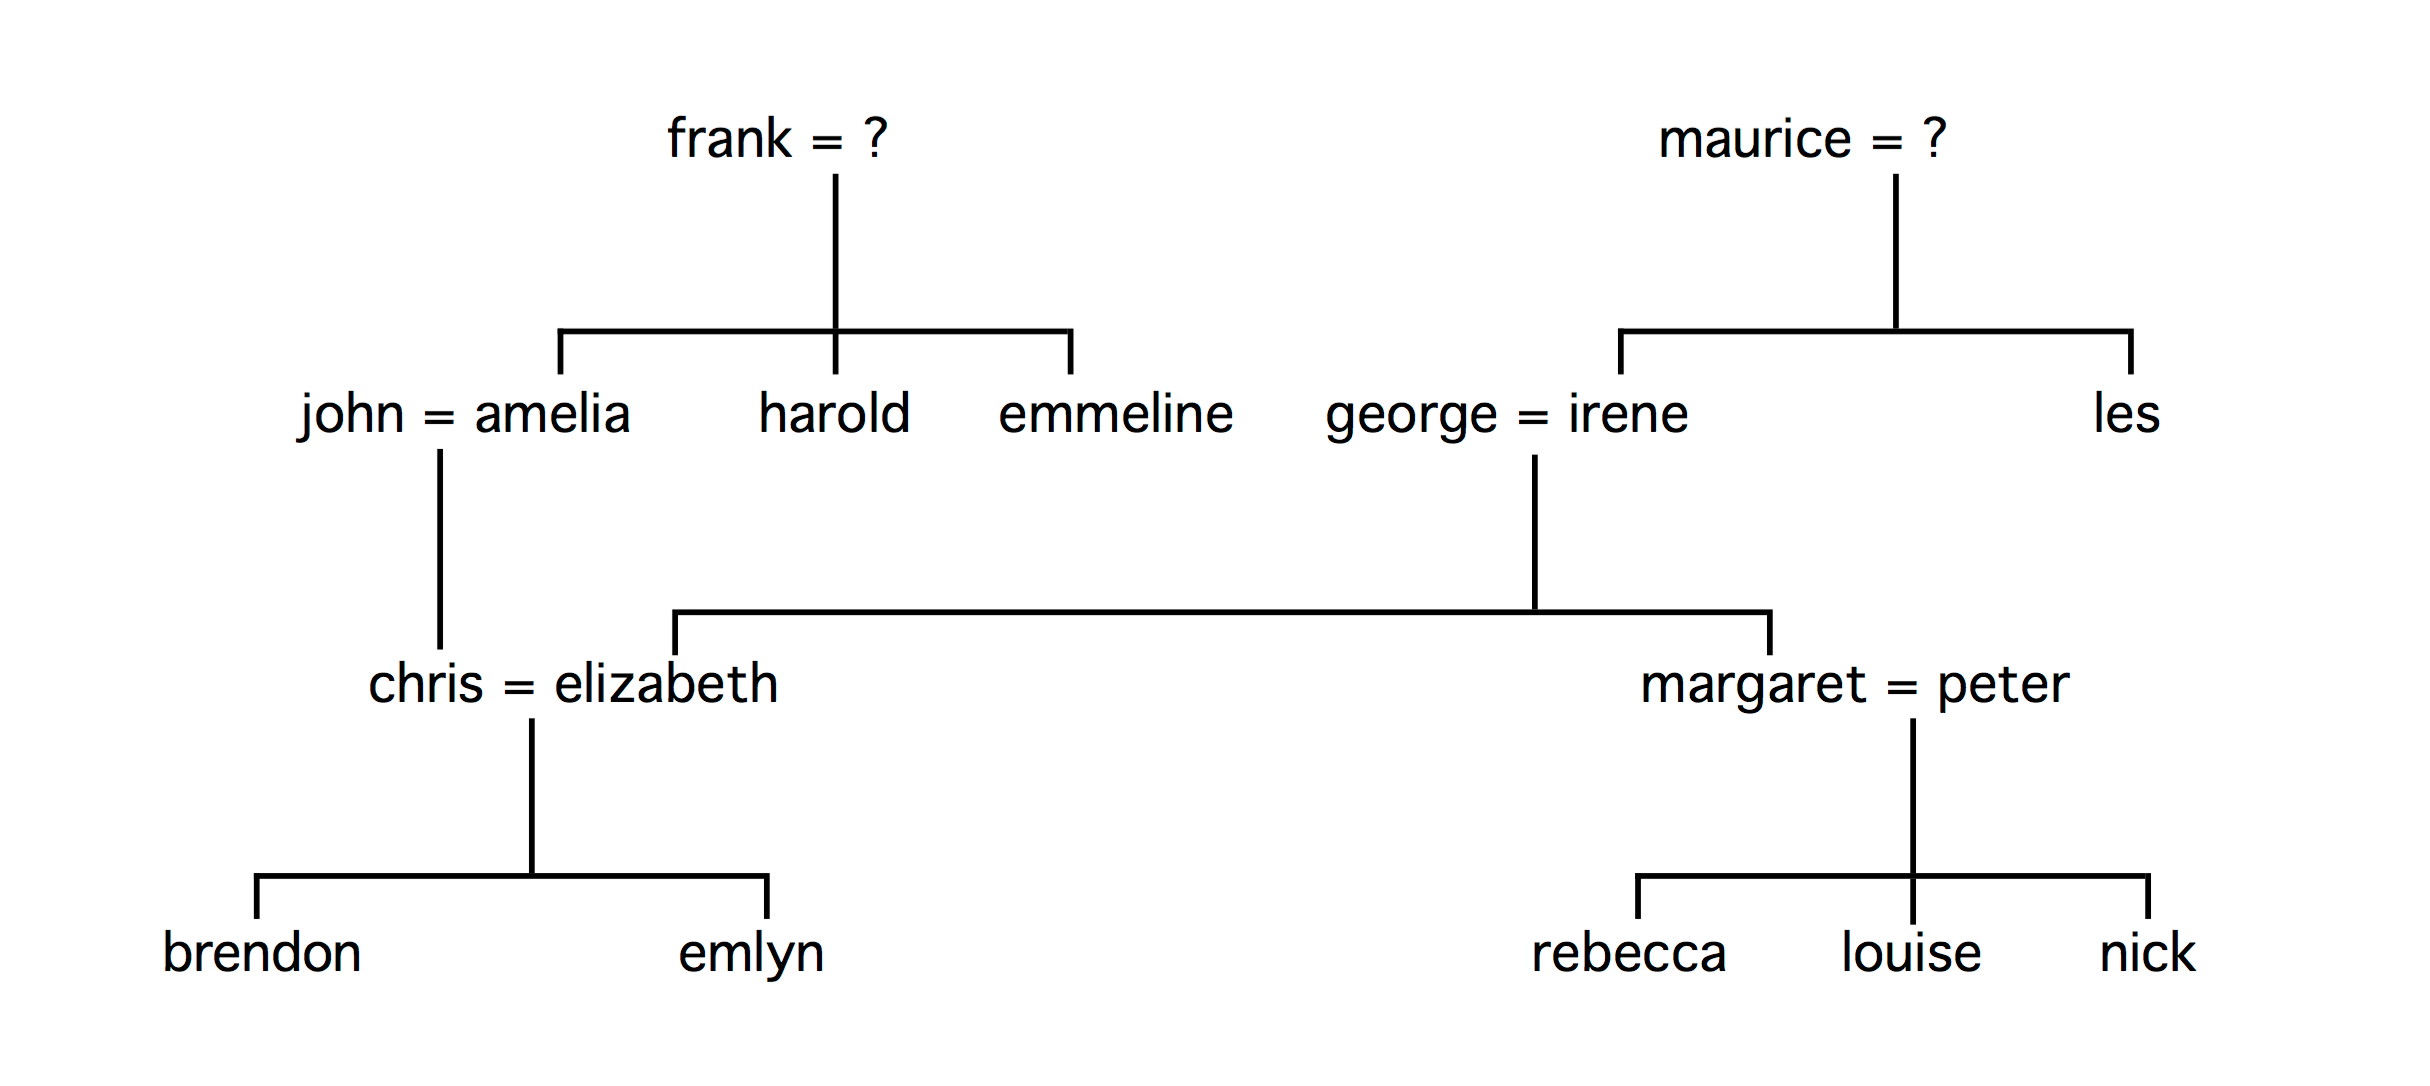 frank = ? maurice = ?
john = amelia harold emmeline george = irene les
chris = elizabeth margaret = peter
brendon emlyn rebecca louise nick